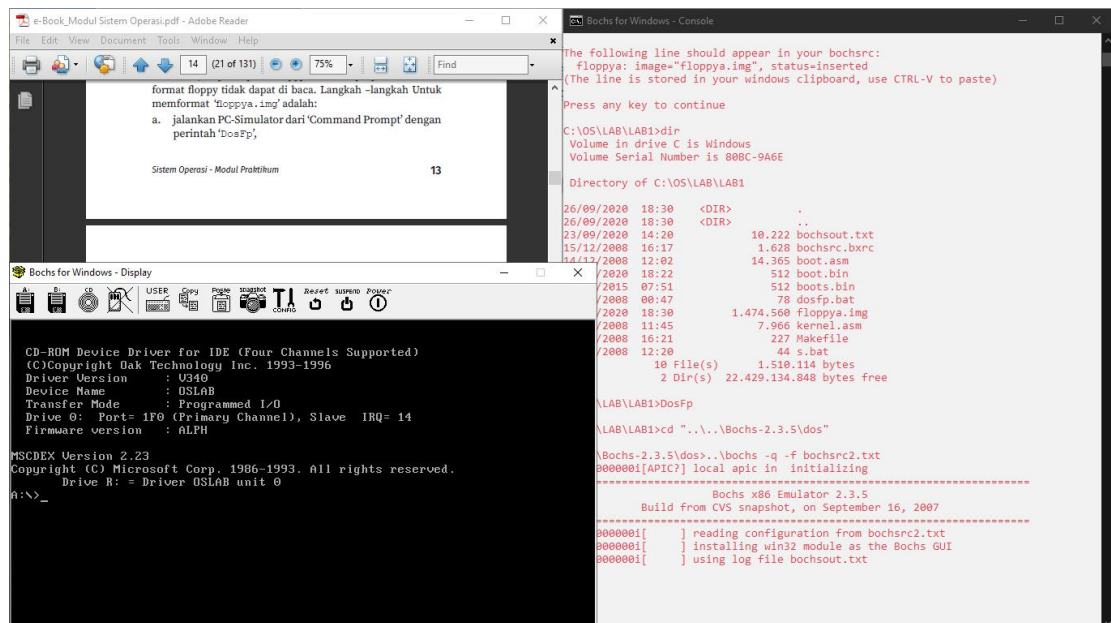 e-Book_Modul Sistem Operasi.pdf - Adobe Reader
File Edit View Document Tools Window Help
14 (21 of 131) 75% Find
format floppy tidak dapat di baca. Langkah –langkah Untuk
memformat ‘floppya.img’ adalah:
a. jalankan PC-Simulator dari ‘Command Prompt’ dengan
perintah ‘DosFp’,
Sistem Operasi - Modul Praktikum 13
Bochs for Windows - Display
A: B: CD USER Copy Paste snapshot CONFIG Reset SUSPEND Power
CD-ROM Device Driver for IDE (Four Channels Supported)
(C)Copyright Oak Technology Inc. 1993-1996
Driver Version : V340
Device Name : OSLAB
Transfer Mode : Programmed I/O
Drive 0: Port= 1F0 (Primary Channel), Slave IRQ= 14
Firmware version : ALPH
MSCDEX Version 2.23
Copyright (C) Microsoft Corp. 1986-1993. All rights reserved.
Drive R: = Driver OSLAB unit 0
A:\>_
Bochs for Windows - Console
The following line should appear in your bochsrc:
floppya: image="floppya.img", status=inserted
(The line is stored in your windows clipboard, use CTRL-V to paste)
Press any key to continue
C:\OS\LAB\LAB1>dir
Volume in drive C is Windows
Volume Serial Number is 80BC-9A6E
Directory of C:\OS\LAB\LAB1
26/09/2020 18:30 <DIR> .
26/09/2020 18:30 <DIR> ..
23/09/2020 14:20 10.222 bochsout.txt
15/12/2008 16:17 1.628 bochsrc.bxrc
14/12/2008 12:02 14.365 boot.asm
/2020 18:22 512 boot.bin
/2015 07:51 512 boots.bin
/2008 00:47 78 dosfp.bat
/2020 18:30 1.474.560 floppya.img
/2008 11:45 7.966 kernel.asm
/2008 16:21 227 Makefile
/2008 12:20 44 s.bat
10 File(s) 1.510.114 bytes
2 Dir(s) 22.429.134.848 bytes free
\LAB\LAB1>DosFp
\LAB\LAB1>cd "..\..\Bochs-2.3.5\dos"
\Bochs-2.3.5\dos>..\bochs -q -f bochsrc2.txt
000000i[APIC?] local apic in initializing
========================================================================
Bochs x86 Emulator 2.3.5
Build from CVS snapshot, on September 16, 2007
========================================================================
000000i[ ] reading configuration from bochsrc2.txt
000000i[ ] installing win32 module as the Bochs GUI
000000i[ ] using log file bochsout.txt